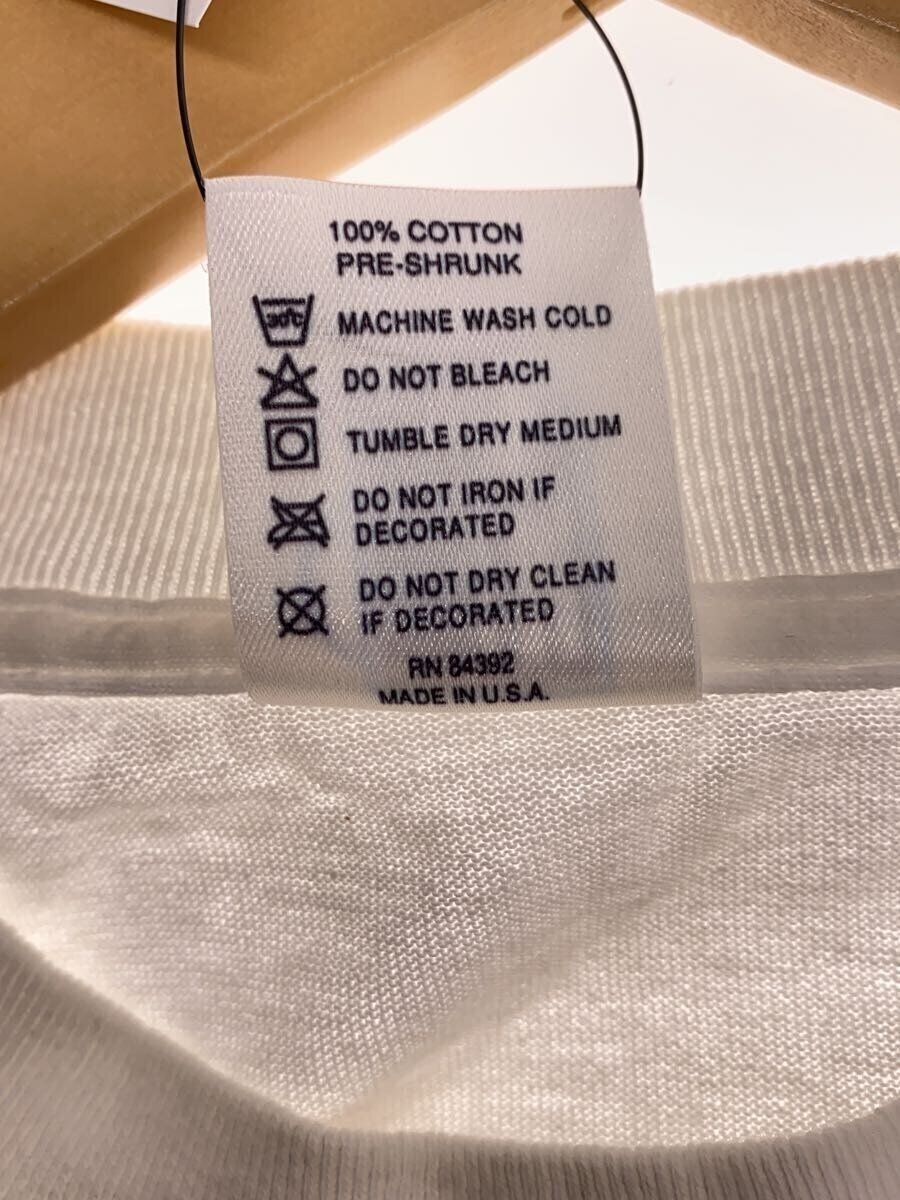 100% COTTON
PRE-SHRUNK
30°C MACHINE WASH COLD
DO NOT BLEACH
TUMBLE DRY MEDIUM
DO NOT IRON IF
DECORATED
DO NOT DRY CLEAN
IF DECORATED
RN 84392
MADE IN U.S.A.